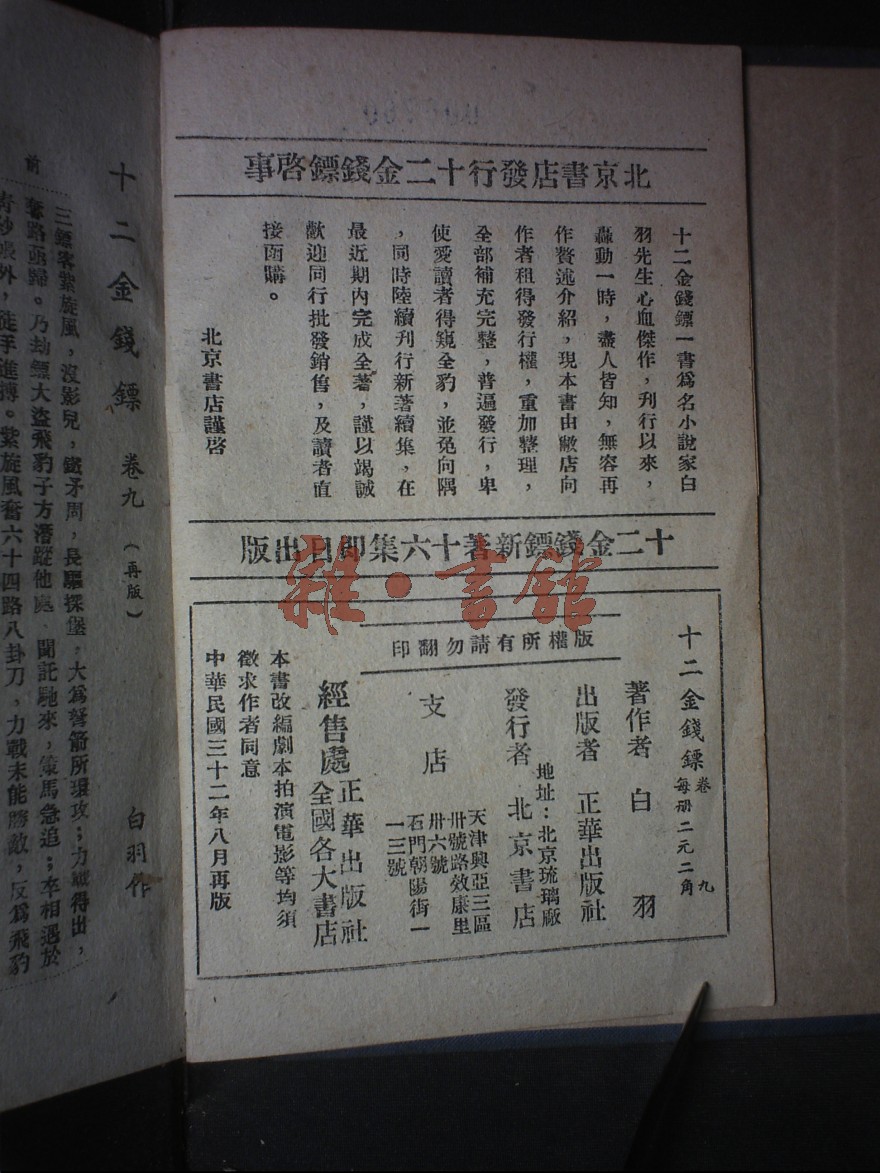 北京書店發行十二金錢鏢啓事
十二金錢鏢一書爲名小說家白
羽先生心血傑作，刊行以來，
轟動一時，盡人皆知，無容再
作贅述介紹，現本書由敝店向
作者租得發行權，重加整理，
全部補充完整，普遍發行，卑
使愛讀者得窺全豹，並免向隅
，同時陸續刊行新著續集，在
最近期内完成全著，謹以竭誠
歡迎同行批發銷售，及讀者直
接函購。
北京書店謹啓
十二金錢鏢新著十六集即日出版
雜·書館
十二金錢鏢 卷九
每册二元二角
版權所有請勿翻印
著作者 白羽
出版者 正華出版社
地址：北京琉璃廠
發行者 北京書店
支店
天津興亞三區
卅號路效康里
卅六號
石門朝陽街一
一三號
經售處 正華出版社
全國各大書店
本書改編劇本拍演電影等均須
徵求作者同意
中華民國三十二年八月再版
十二金錢鏢 卷九 （再版） 白羽作
前
三鏢客紫旋風，沒影兒，鐵矛周，長驅探堡，大爲弩箭所環攻；力戰得出，
奪路函歸。乃劫鏢大盜飛豹子方潛蹤他處，聞訊馳來，策馬急追；卒相遇於
青紗帳外，徒手進搏。紫旋風奮六十四路八卦刀，力戰未能勝敵，反爲飛豹